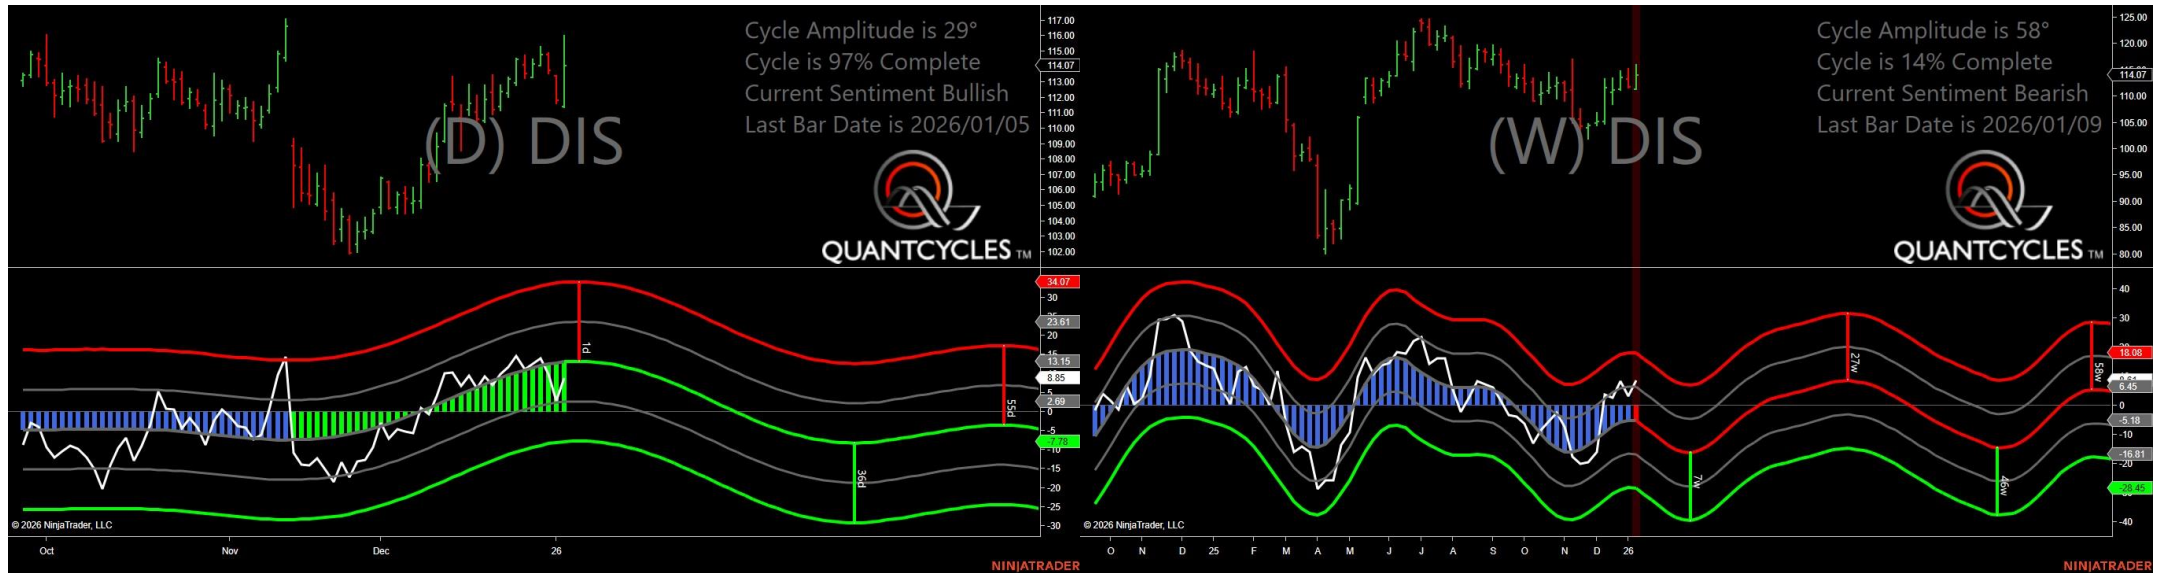 Cycle Amplitude is 29°
Cycle is 97% Complete
Current Sentiment Bullish
Last Bar Date is 2026/01/05
(D) DIS
QUANTCYCLES TM
117.00
116.00
115.00
114.07
113.00
112.00
111.00
110.00
109.00
108.00
107.00
106.00
105.00
104.00
103.00
102.00
34.07
30
23.61
20
13.15
8.85
2.69
0
-5
-7.78
-10
-15
-20
-25
-30
1d
36d
55d
© 2026 NinjaTrader, LLC
Oct
Nov
Dec
26
NINJATRADER
Cycle Amplitude is 58°
Cycle is 14% Complete
Current Sentiment Bearish
Last Bar Date is 2026/01/09
(W) DIS
QUANTCYCLES TM
125.00
120.00
114.07
110.00
105.00
100.00
95.00
90.00
85.00
80.00
40
30
18.08
6.45
0
-5.18
-10
-16.81
-20
-28.45
-40
7w
27w
46w
58w
© 2026 NinjaTrader, LLC
O
N
D
25
F
M
A
M
J
J
A
S
O
N
D
26
NINJATRADER